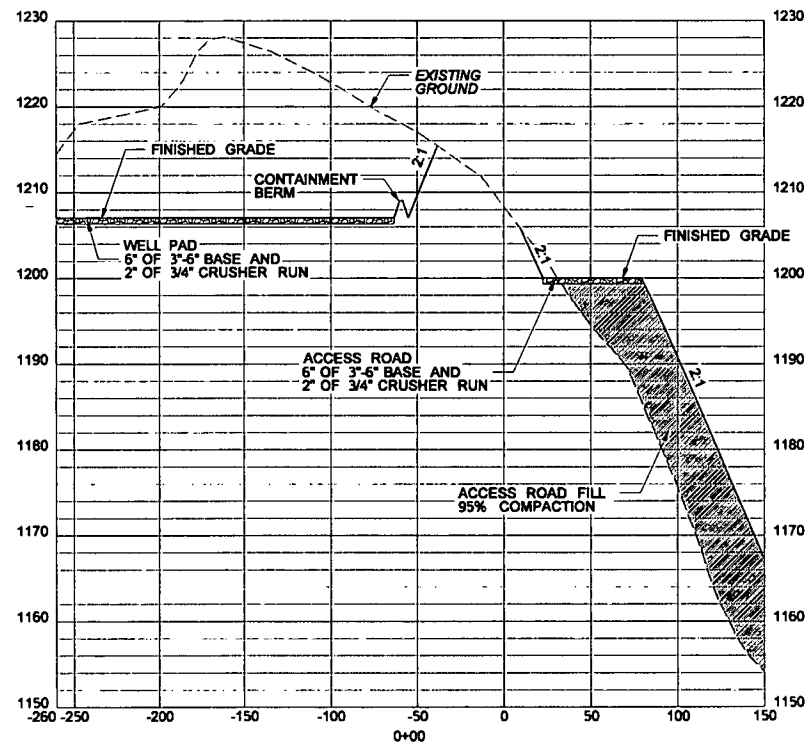 1230
1230
EXISTING
GROUND
1220
1220
FINISHED GRADE
2:1
CONTAINMENT
BERM
1210
1210
FINISHED GRADE
WELL PAD
6" OF 3"-6" BASE AND
2" OF 3/4" CRUSHER RUN
2:1
1200
1200
1190
1190
ACCESS ROAD
6" OF 3"-6" BASE AND
2" OF 3/4" CRUSHER RUN
2:1
1180
1180
ACCESS ROAD FILL
95% COMPACTION
1170
1170
1160
1160
1150
1150
-260 -250 -200 -150 -100 -50 0 50 100 150
0+00